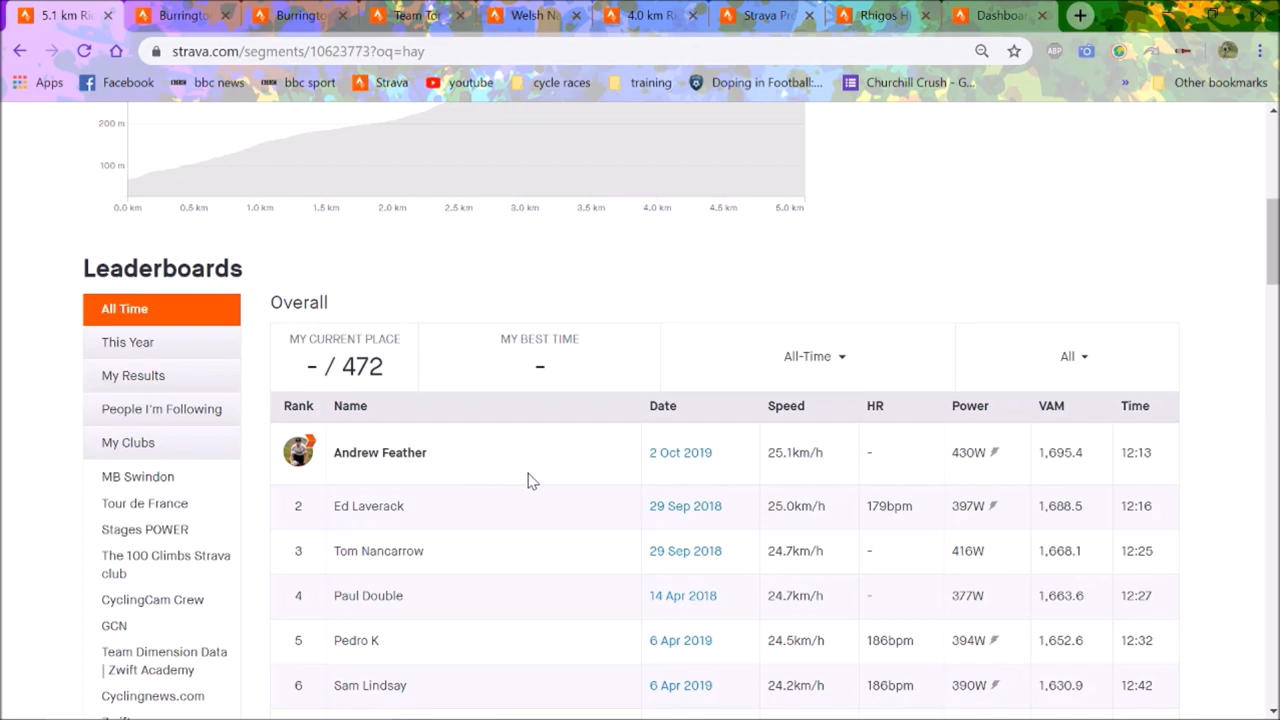 5.1 km Ri
Burringto
Burringto
Team Tor
Welsh Na
4.0 km Ri
Strava Pro
Rhigos H
Dashboar
strava.com/segments/10623773?oq=hay
ABP
Apps
Facebook
BBC
bbc news
BBC
bbc sport
Strava
youtube
cycle races
training
Doping in Football:...
Churchill Crush - G...
»
Other bookmarks
200 m
100 m
0.0 km 0.5 km 1.0 km 1.5 km 2.0 km 2.5 km 3.0 km 3.5 km 4.0 km 4.5 km 5.0 km
Leaderboards
All Time
This Year
My Results
People I'm Following
My Clubs
MB Swindon
Tour de France
Stages POWER
The 100 Climbs Strava
club
CyclingCam Crew
GCN
Team Dimension Data
| Zwift Academy
Cyclingnews.com
Overall
MY CURRENT PLACE
- / 472
MY BEST TIME
-
All-Time
All
Rank Name Date Speed HR Power VAM Time
Andrew Feather 2 Oct 2019 25.1km/h - 430W 1,695.4 12:13
2 Ed Laverack 29 Sep 2018 25.0km/h 179bpm 397W 1,688.5 12:16
3 Tom Nancarrow 29 Sep 2018 24.7km/h - 416W 1,668.1 12:25
4 Paul Double 14 Apr 2018 24.7km/h - 377W 1,663.6 12:27
5 Pedro K 6 Apr 2019 24.5km/h 186bpm 394W 1,652.6 12:32
6 Sam Lindsay 6 Apr 2019 24.2km/h 186bpm 390W 1,630.9 12:42